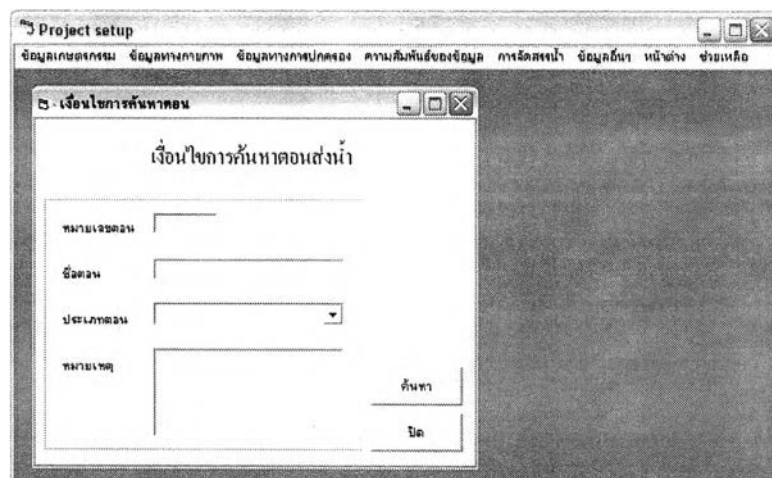 Project setup
ข้อมูลเกษตรกรรม ข้อมูลทางกายภาพ ข้อมูลทางการปกครอง ความสัมพันธ์ของข้อมูล การจัดสรรน้ำ ข้อมูลอื่นๆ หน้าต่าง ช่วยเหลือ
เงื่อนไขการค้นหาตอน
เงื่อนไขการค้นหาตอนส่งน้ำ
หมายเลขตอน
ชื่อตอน
ประเภทตอน
หมายเหตุ
ค้นหา
ปิด